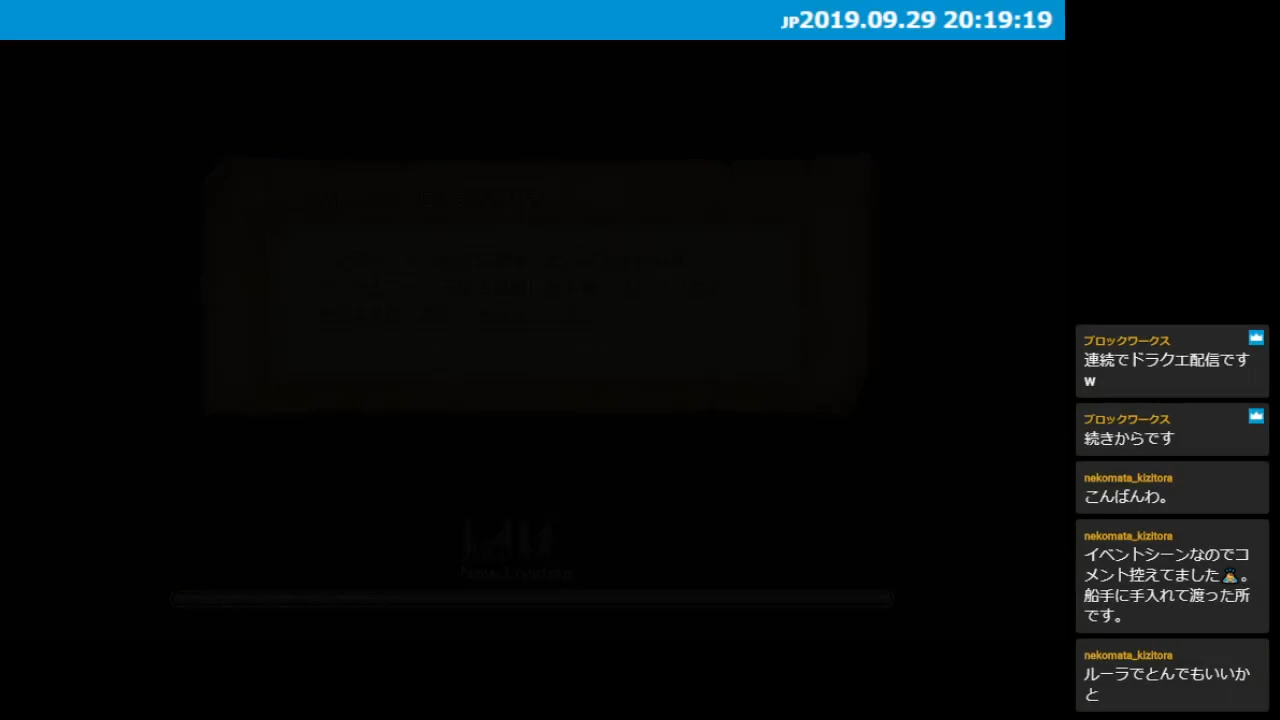 JP2019.09.29 20:19:19
ブロックワークス
連続でドラクエ配信です
w
ブロックワークス
続きからです
nekomata_kizitora
こんばんわ。
nekomata_kizitora
イベントシーンなのでコ
メント控えてました🙇。
船手に手入れて渡った所
です。
nekomata_kizitora
ルーラでとんでもいいか
と